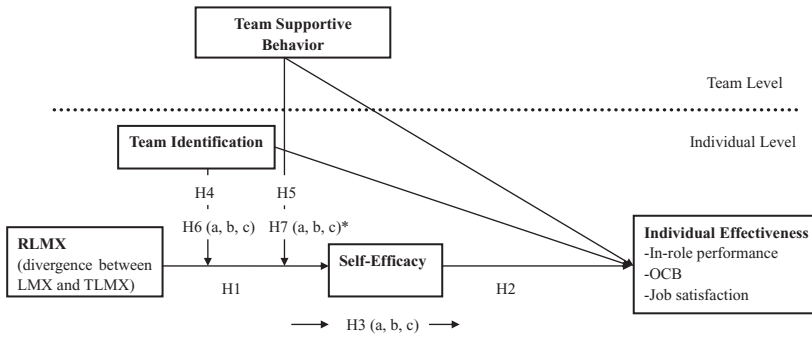 Team Supportive
Behavior
Team Level
Individual Level
Team Identification
H4
H5
H6 (a, b, c)
H7 (a, b, c)*
RLMX
(divergence between
LMX and TLMX)
H1
Self-Efficacy
H2
Individual Effectiveness
-In-role performance
-OCB
-Job satisfaction
H3 (a, b, c)